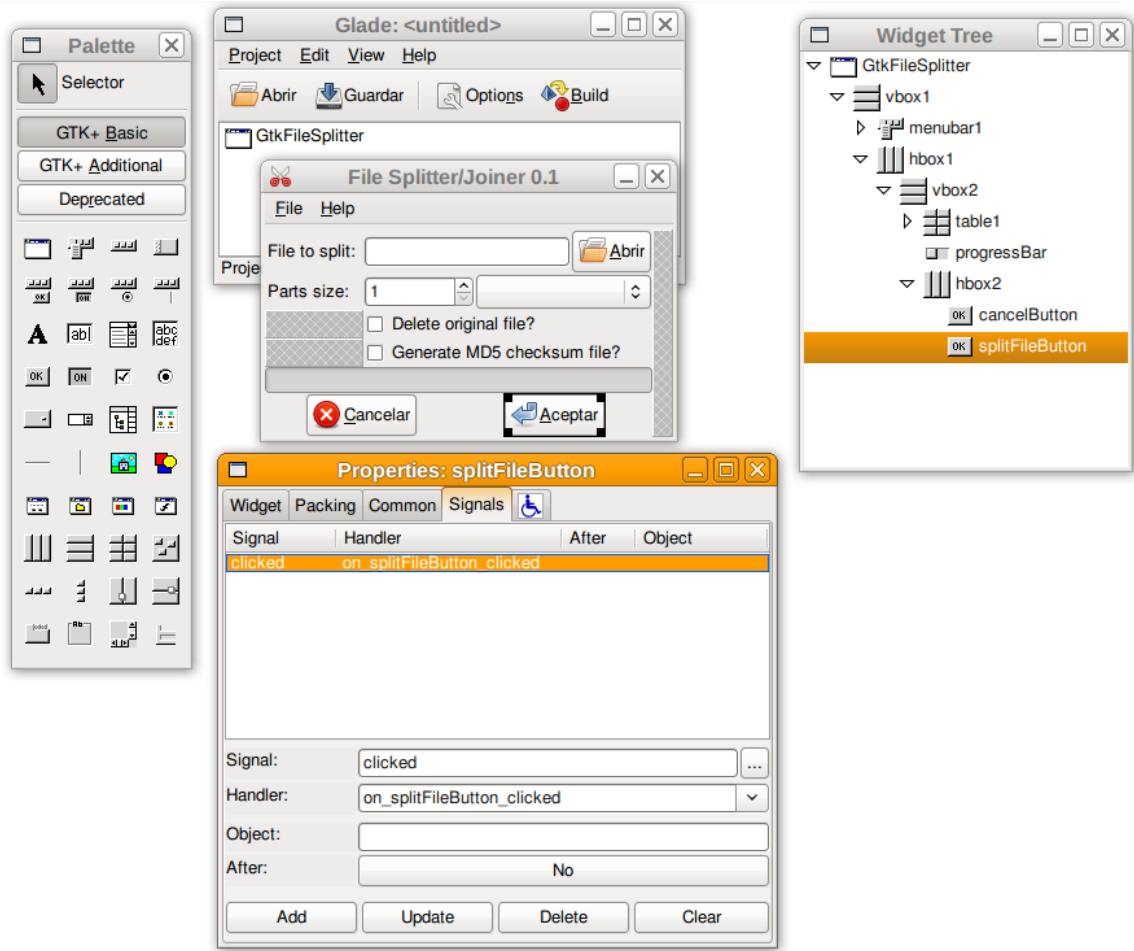 Palette
Selector
GTK+ Basic
GTK+ Additional
Deprecated
Glade: <untitled>
Project Edit View Help
Abrir Guardar Options Build
GtkFileSplitter
Proje
File Splitter/Joiner 0.1
File Help
File to split: Abrir
Parts size: 1
Delete original file?
Generate MD5 checksum file?
Cancelar Aceptar
Properties: splitFileButton
Widget Packing Common Signals
Signal Handler After Object
clicked on_splitFileButton_clicked
Signal: clicked ...
Handler: on_splitFileButton_clicked
Object:
After: No
Add Update Delete Clear
Widget Tree
GtkFileSplitter
vbox1
menubar1
hbox1
vbox2
table1
progressBar
hbox2
OK cancelButton
OK splitFileButton